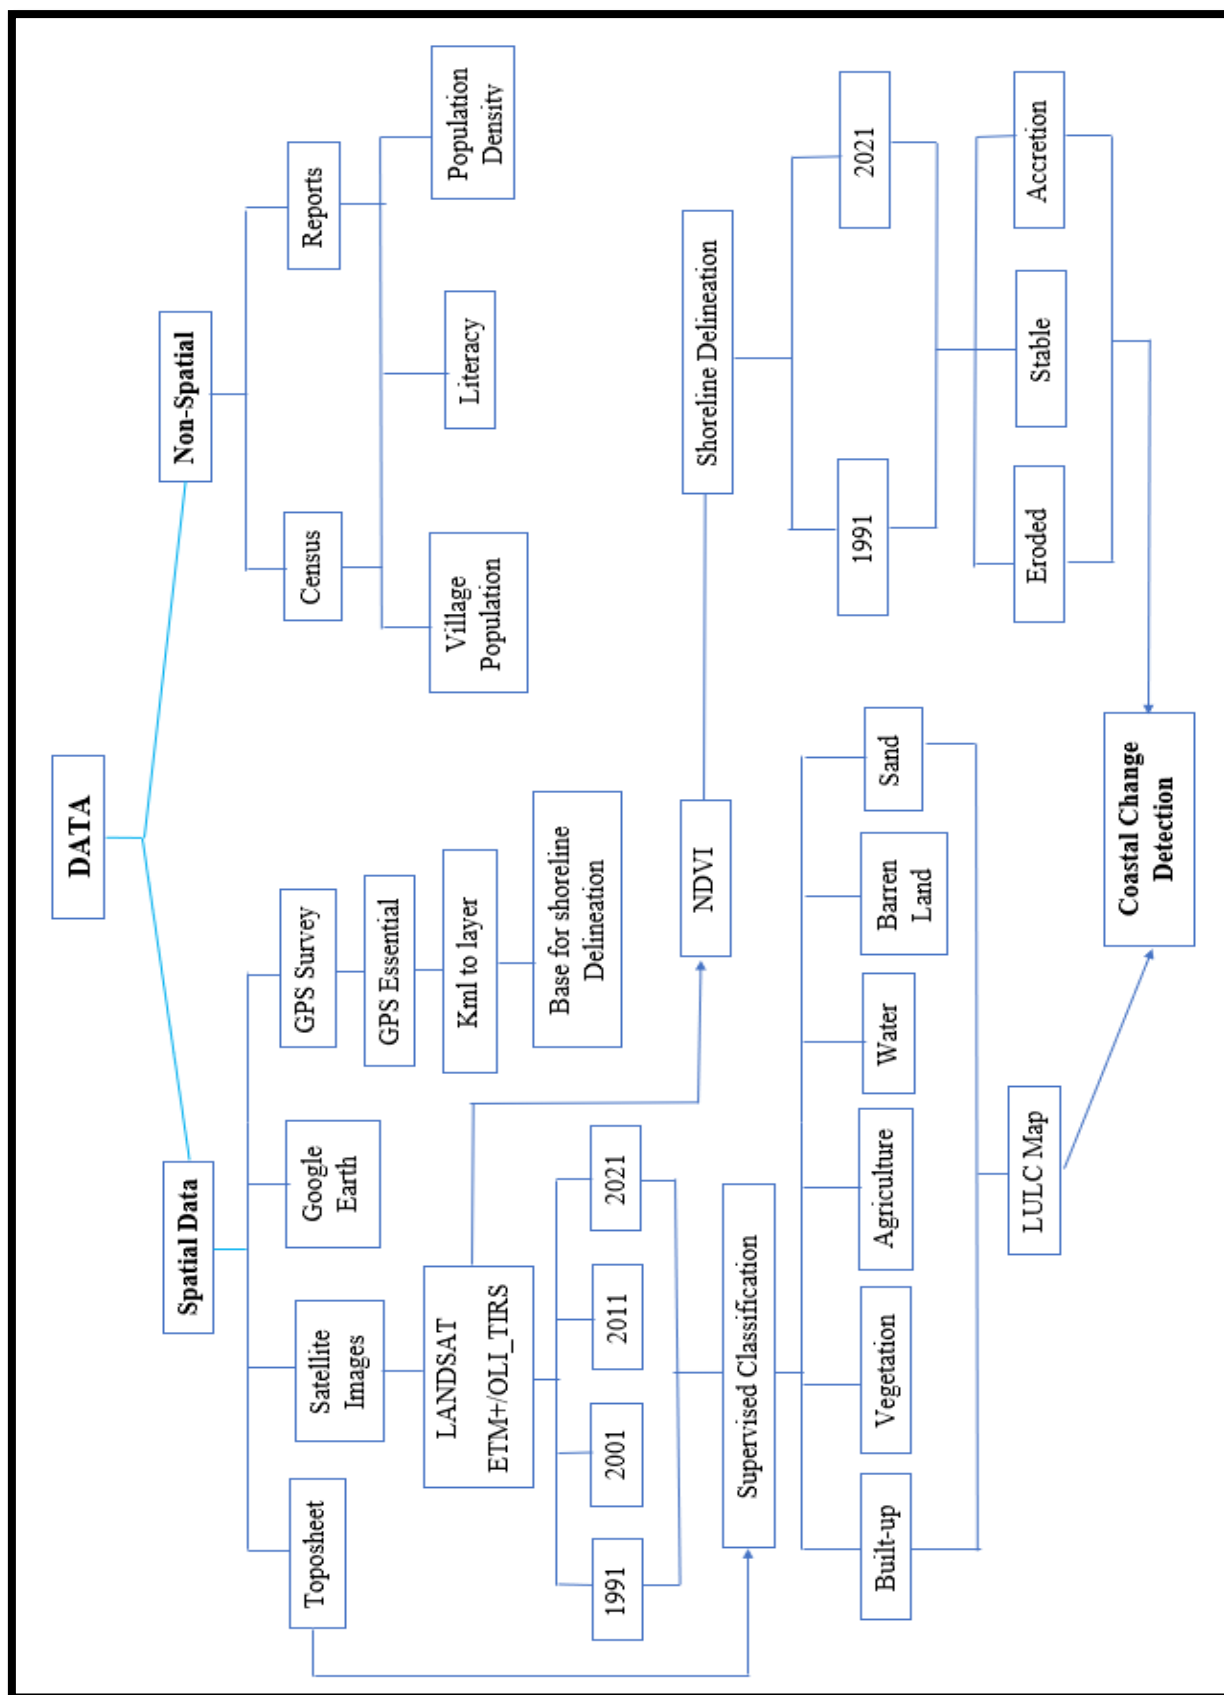 DATA
Spatial Data
Non-Spatial
Toposheet
Satellite
Images
Google
Earth
GPS Survey
Census
Reports
GPS Essential
LANDSAT
ETM+/OLI_TIRS
Kml to layer
Village
Population
Literacy
Population
Density
Base for shoreline
Delineation
1991
2001
2011
2021
NDVI
Shoreline Delineation
Supervised Classification
1991
2021
Built-up
Vegetation
Agriculture
Water
Barren
Land
Sand
Eroded
Stable
Accretion
LULC Map
Coastal Change
Detection